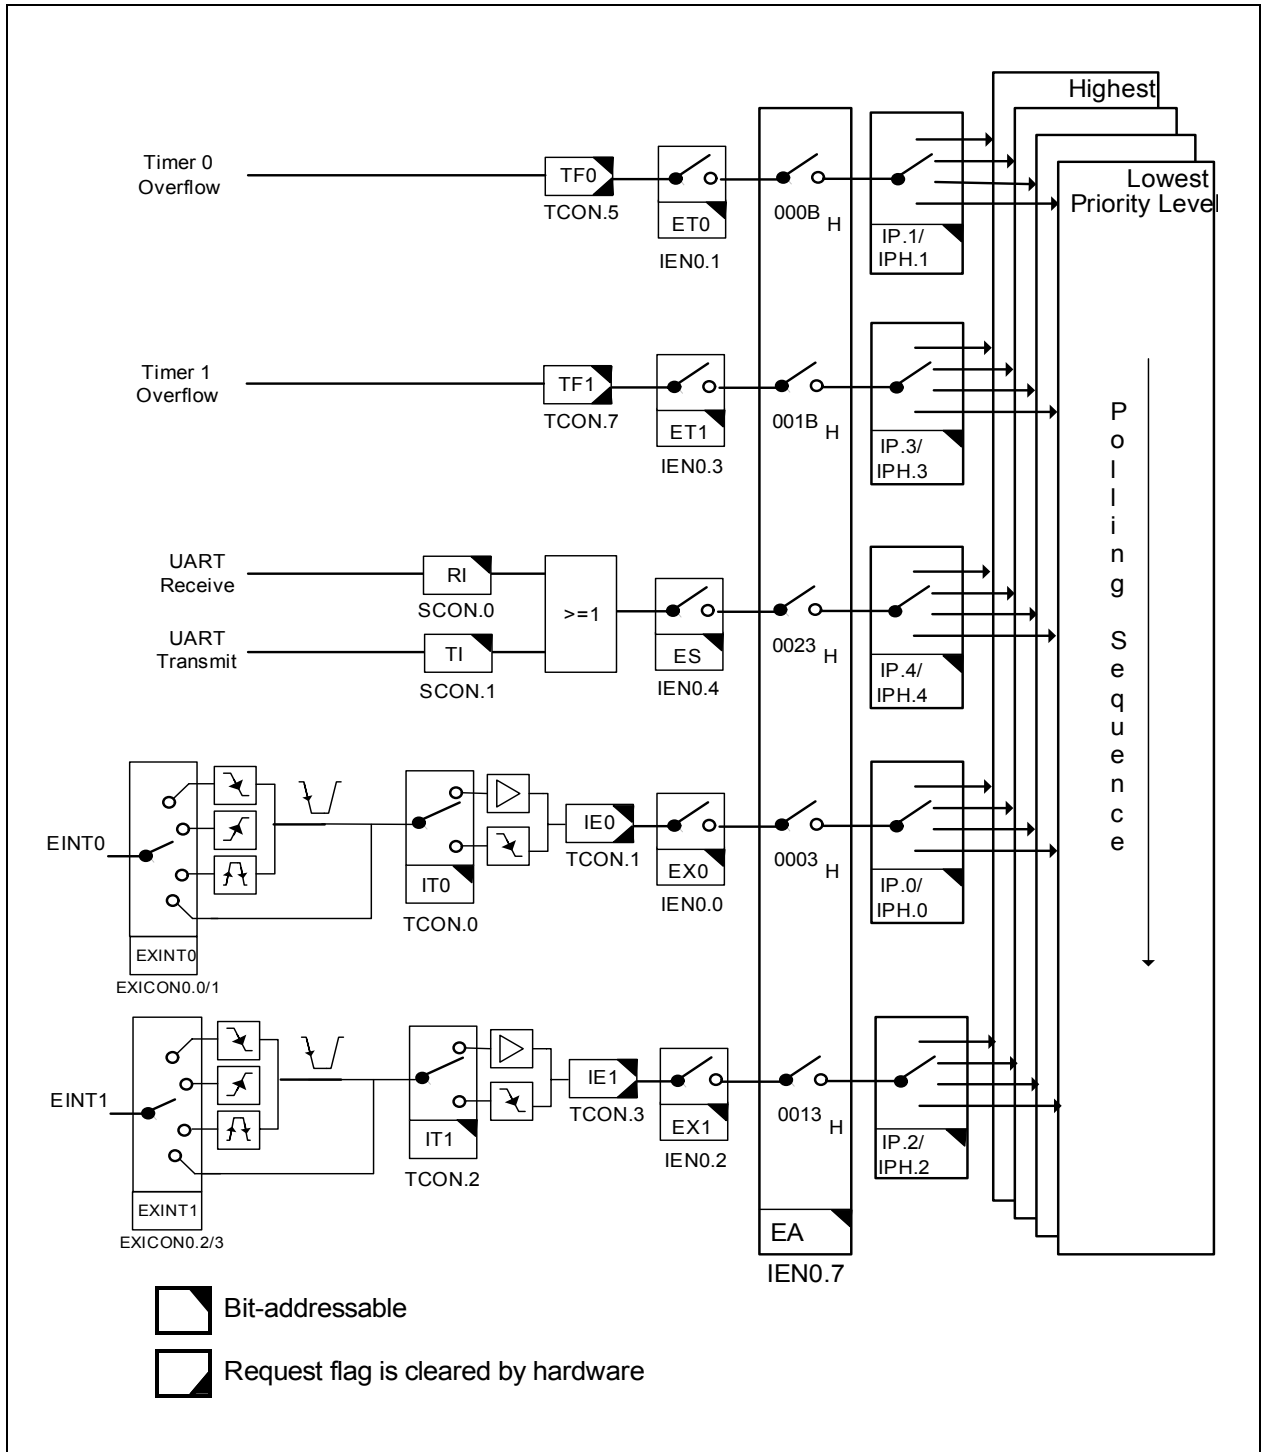 Highest
Lowest
Priority Level
Timer 0
Overflow
TF0
TCON.5
ET0
IEN0.1
000B H
IP.1/
IPH.1
Timer 1
Overflow
TF1
TCON.7
ET1
IEN0.3
001B H
IP.3/
IPH.3
UART
Receive
RI
SCON.0
UART
Transmit
TI
SCON.1
>=1
ES
IEN0.4
0023 H
IP.4/
IPH.4
EINT0
EXINT0
EXICON0.0/1
IT0
TCON.0
IE0
TCON.1
EX0
IEN0.0
0003 H
IP.0/
IPH.0
EINT1
EXINT1
EXICON0.2/3
IT1
TCON.2
IE1
TCON.3
EX1
IEN0.2
0013 H
IP.2/
IPH.2
EA
IEN0.7
Polling Sequence
Bit-addressable
Request flag is cleared by hardware